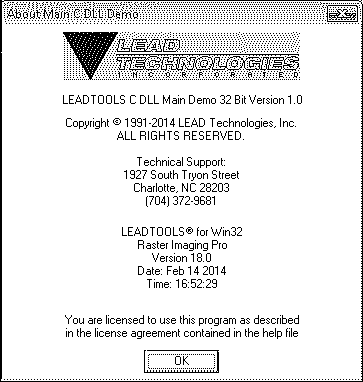 About Main C DLL Demo
LEAD
TECHNOLOGIES
INCORPORATED
LEADTOOLS C DLL Main Demo 32 Bit Version 1.0
Copyright © 1991-2014 LEAD Technologies, Inc.
ALL RIGHTS RESERVED.
Technical Support:
1927 South Tryon Street
Charlotte, NC 28203
(704) 372-9681
LEADTOOLS® for Win32
Raster Imaging Pro
Version 18.0
Date: Feb 14 2014
Time: 16:52:29
You are licensed to use this program as described
in the license agreement contained in the help file
OK